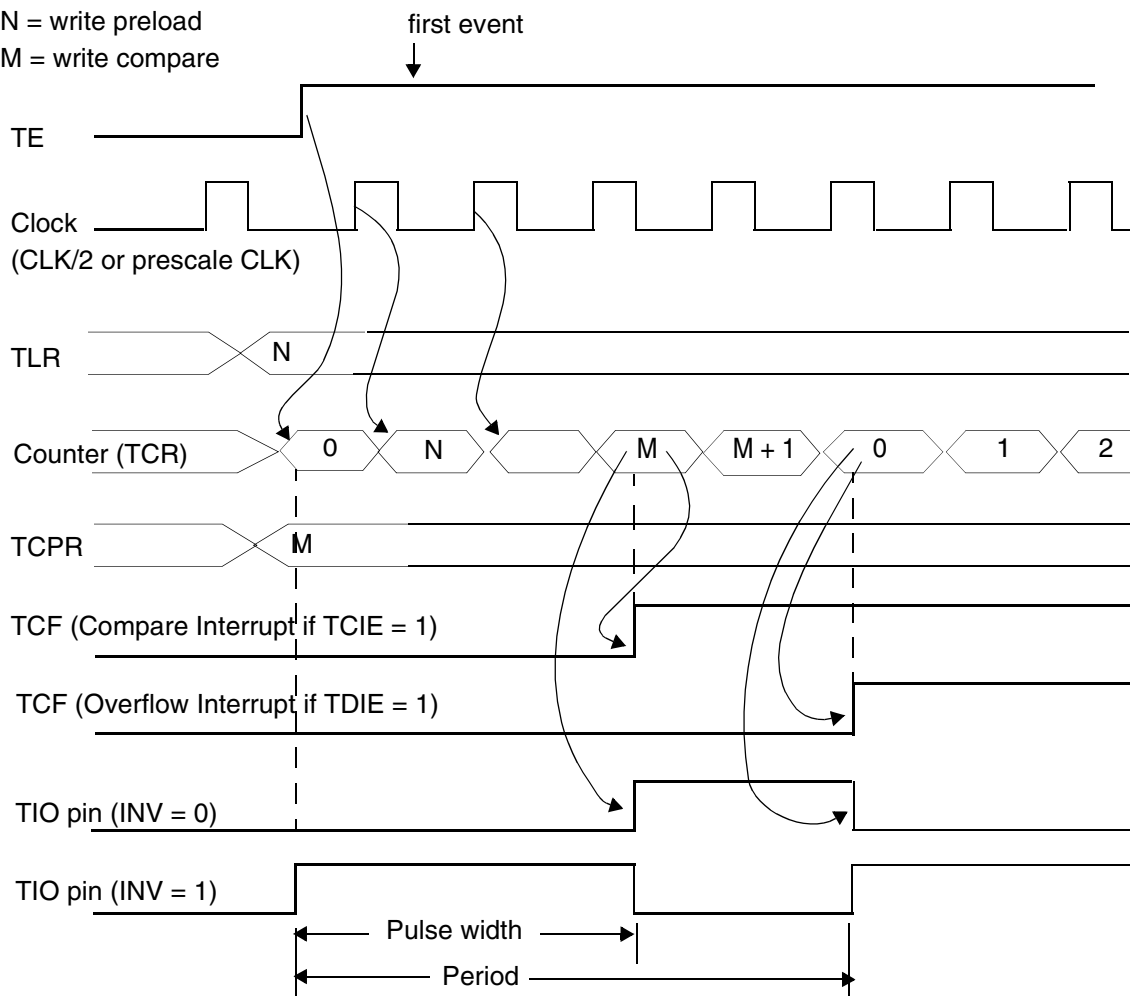 N = write preload
first event
M = write compare
TE
Clock
(CLK/2 or prescale CLK)
TLR
N
Counter (TCR)
0
N
M
M + 1
0
1
2
TCPR
M
TCF (Compare Interrupt if TCIE = 1)
TCF (Overflow Interrupt if TDIE = 1)
TIO pin (INV = 0)
TIO pin (INV = 1)
Pulse width
Period